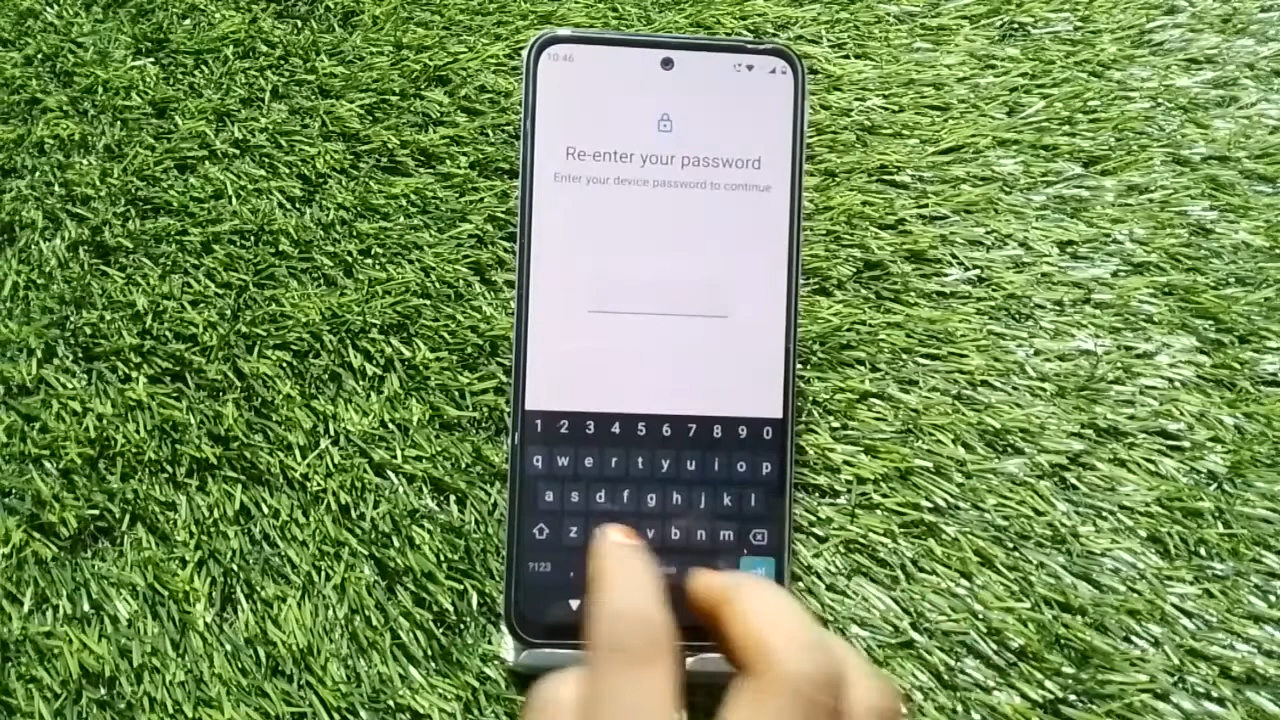 10:46
Re-enter your password
Enter your device password to continue
1 2 3 4 5 6 7 8 9 0
q w e r t y u i o p
a s d f g h j k l
z v b n m
?123 ,